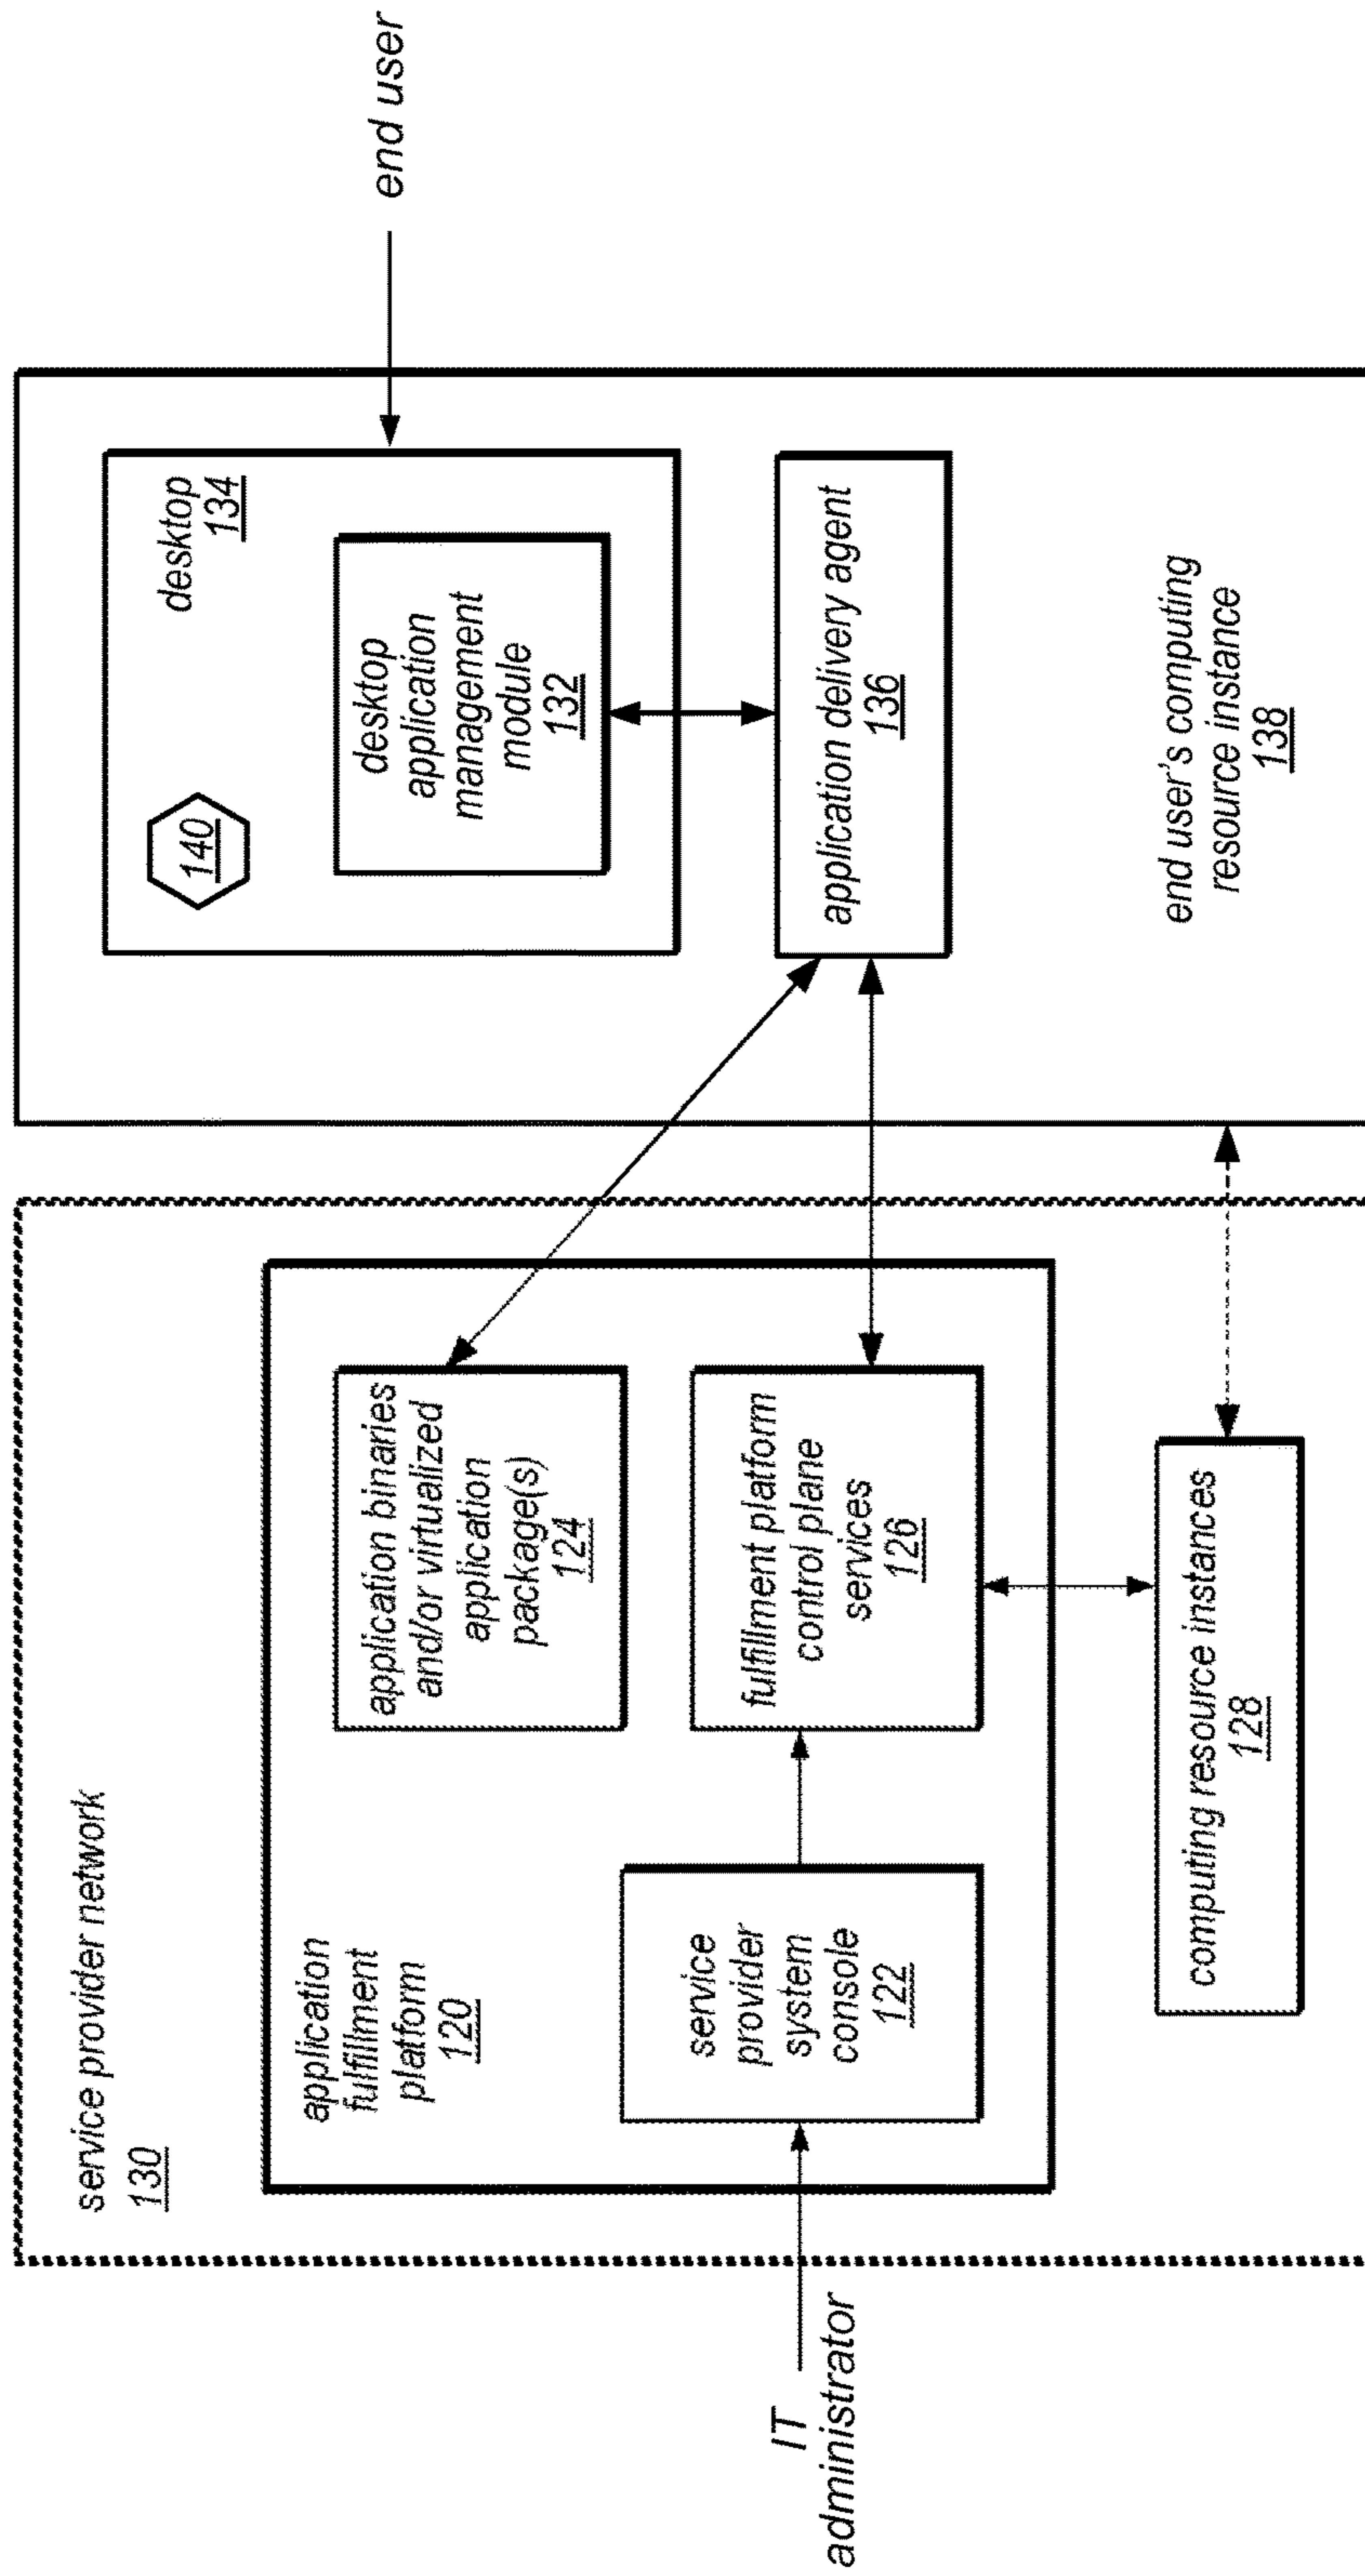 service provider network
130
application
fulfillment
platform
120
service
provider
system
console
122
application binaries
and/or virtualized
application
package(s)
124
fulfillment platform
control plane
services
126
computing resource instances
128
IT
administrator
desktop
134
140
desktop
application
management
module
132
application delivery agent
136
end user's computing
resource instance
138
end user